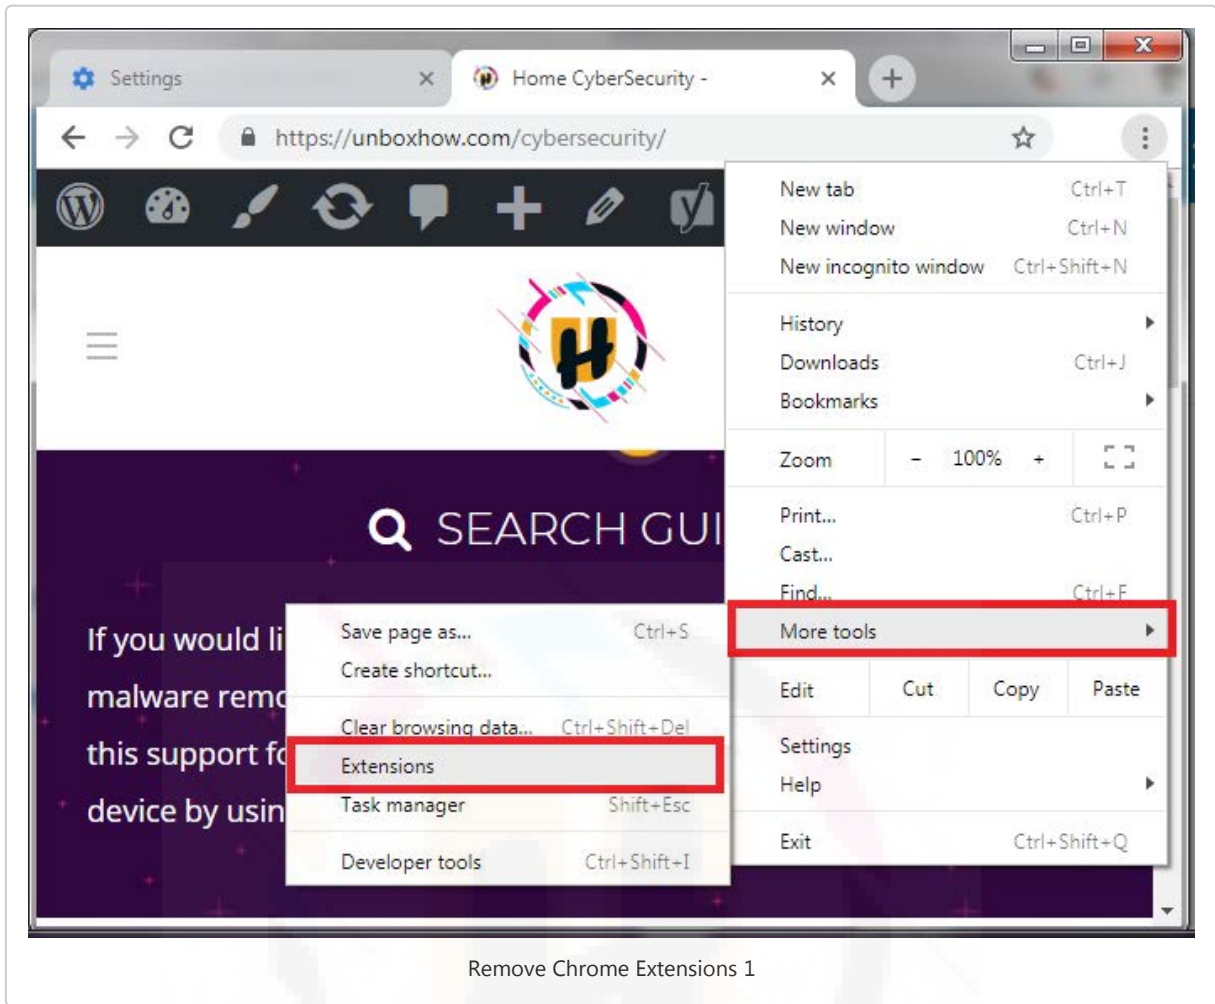 Settings
Home CyberSecurity -
https://unboxhow.com/cybersecurity/
New tab Ctrl+T
New window Ctrl+N
New incognito window Ctrl+Shift+N
History
Downloads Ctrl+J
Bookmarks
Zoom - 100% +
Print... Ctrl+P
Cast...
Find... Ctrl+F
More tools
Edit Cut Copy Paste
Settings
Help
Exit Ctrl+Shift+Q
Save page as... Ctrl+S
Create shortcut...
Clear browsing data... Ctrl+Shift+Del
Extensions
Task manager Shift+Esc
Developer tools Ctrl+Shift+I
H
SEARCH GUI
If you would li
malware remo
this support fo
device by usin
Remove Chrome Extensions 1